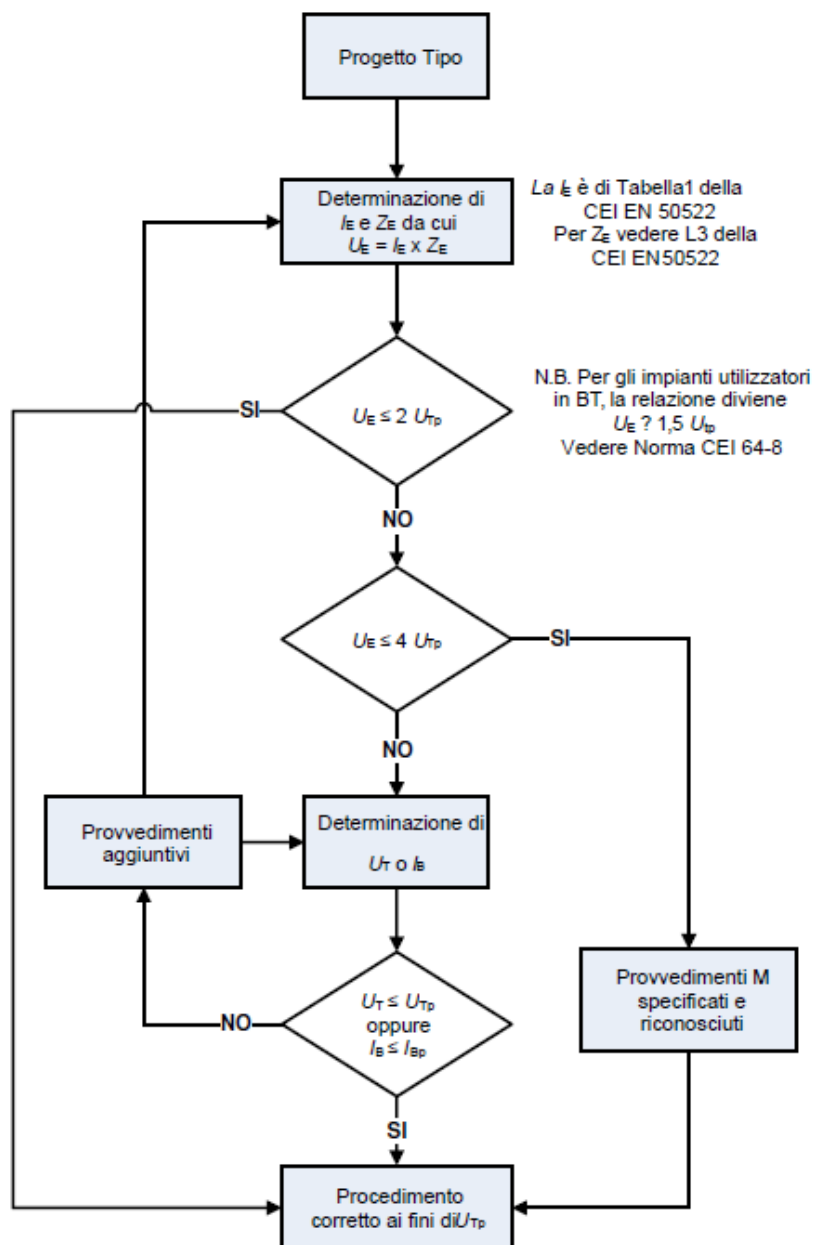 Progetto Tipo
Determinazione di
IE e ZE da cui
UE = IE x ZE
La IE è di Tabella1 della
CEI EN 50522
Per ZE vedere L3 della
CEI EN50522
UE ≤ 2 UTp
SI
N.B. Per gli impianti utilizzatori
in BT, la relazione diviene
UE ? 1,5 Utp
Vedere Norma CEI 64-8
NO
UE ≤ 4 UTp
SI
NO
Provvedimenti
aggiuntivi
Determinazione di
UT o IB
UT ≤ UTp
oppure
IB ≤ IBp
NO
Provvedimenti M
specificati e
riconosciuti
SI
Procedimento
corretto ai fini diUTp